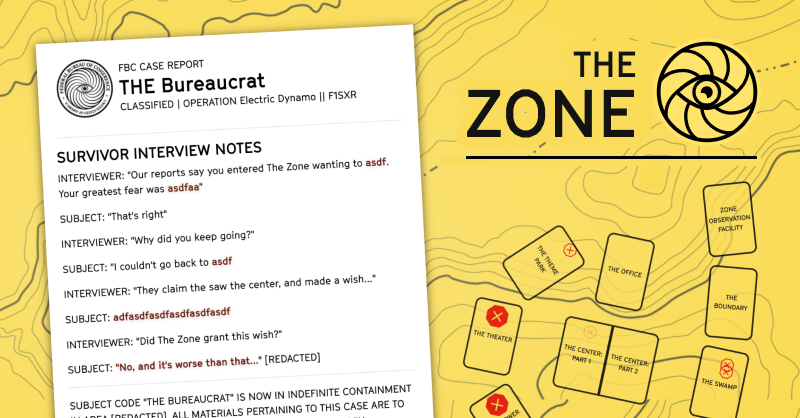 FBC CASE REPORT
THE Bureaucrat
CLASSIFIED | OPERATION Electric Dynamo || F1SXR
SURVIVOR INTERVIEW NOTES
INTERVIEWER: "Our reports say you entered The Zone wanting to asdf.
Your greatest fear was asdfaa"
SUBJECT: "That's right"
INTERVIEWER: "Why did you keep going?"
SUBJECT: "I couldn't go back to asdf
INTERVIEWER: "They claim the saw the center, and made a wish..."
SUBJECT: adfasdfasdfasdfasdfasdf
INTERVIEWER: "Did The Zone grant this wish?"
SUBJECT: "No, and it's worse than that..." [REDACTED]
SUBJECT CODE "THE BUREAUCRAT" IS NOW IN INDEFINITE CONTAINMENT
IN AREA [REDACTED]. ALL MATERIALS PERTAINING TO THIS CASE ARE TO
THE
ZONE
ZONE
OBSERVATION
FACILITY
THE THEME
PARK
THE OFFICE
THE
BOUNDARY
THE THEATER
THE CENTER:
PART 1
THE CENTER:
PART 2
THE SWAMP